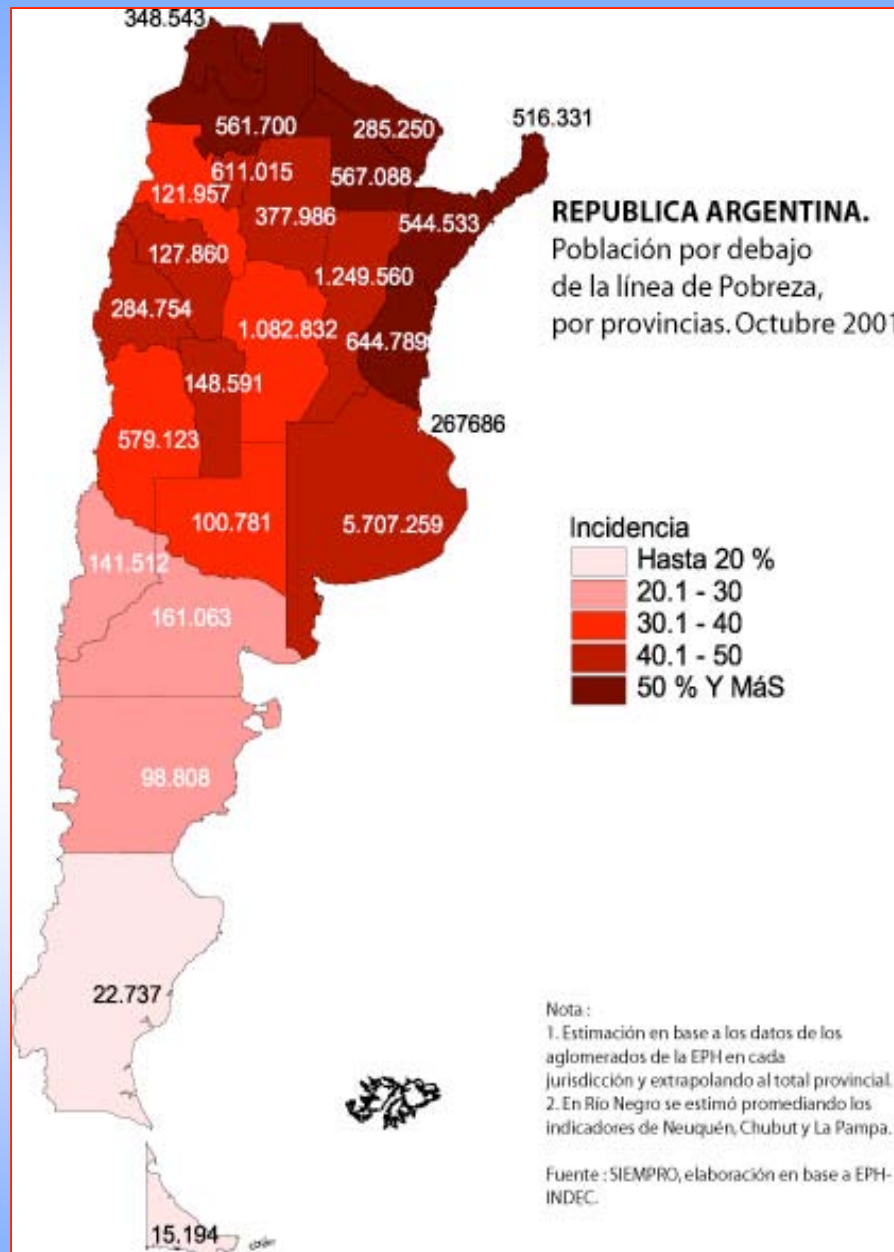 348.543
516.331
561.700
285.250
611.015
567.088
121.957
377.986
544.533
127.860
1.249.560
284.754
1.082.832
644.789
148.591
267686
579.123
100.781
5.707.259
141.512
161.063
98.808
22.737
15.194
REPUBLICA ARGENTINA.
Población por debajo
de la línea de Pobreza,
por provincias. Octubre 2001
Incidencia
Hasta 20 %
20.1 - 30
30.1 - 40
40.1 - 50
50 % Y MáS
Nota :
1. Estimación en base a los datos de los
aglomerados de la EPH en cada
jurisdicción y extrapolando al total provincial.
2. En Río Negro se estimó promediando los
indicadores de Neuquén, Chubut y La Pampa.
Fuente : SIEMPRO, elaboración en base a EPH-
INDEC.